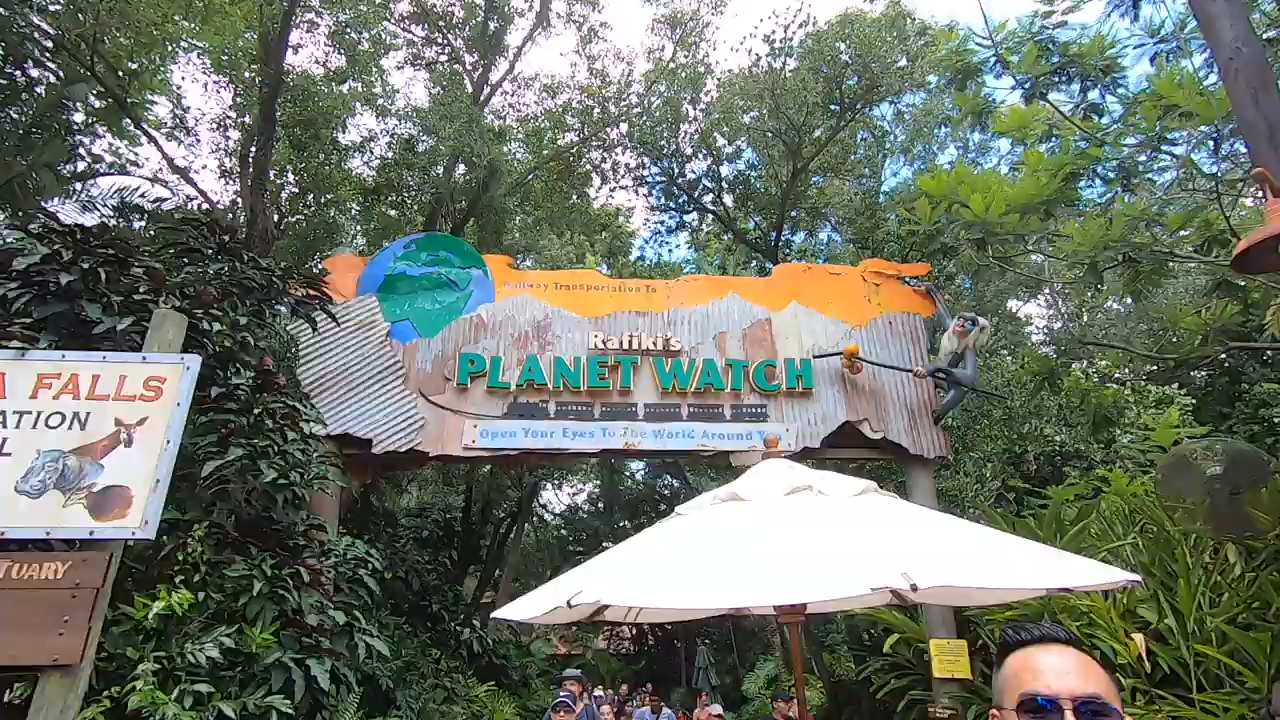 FALLS
ATION
L
TUARY
Railway Transportation To
Rafiki's
PLANET WATCH
Open Your Eyes To The World Around